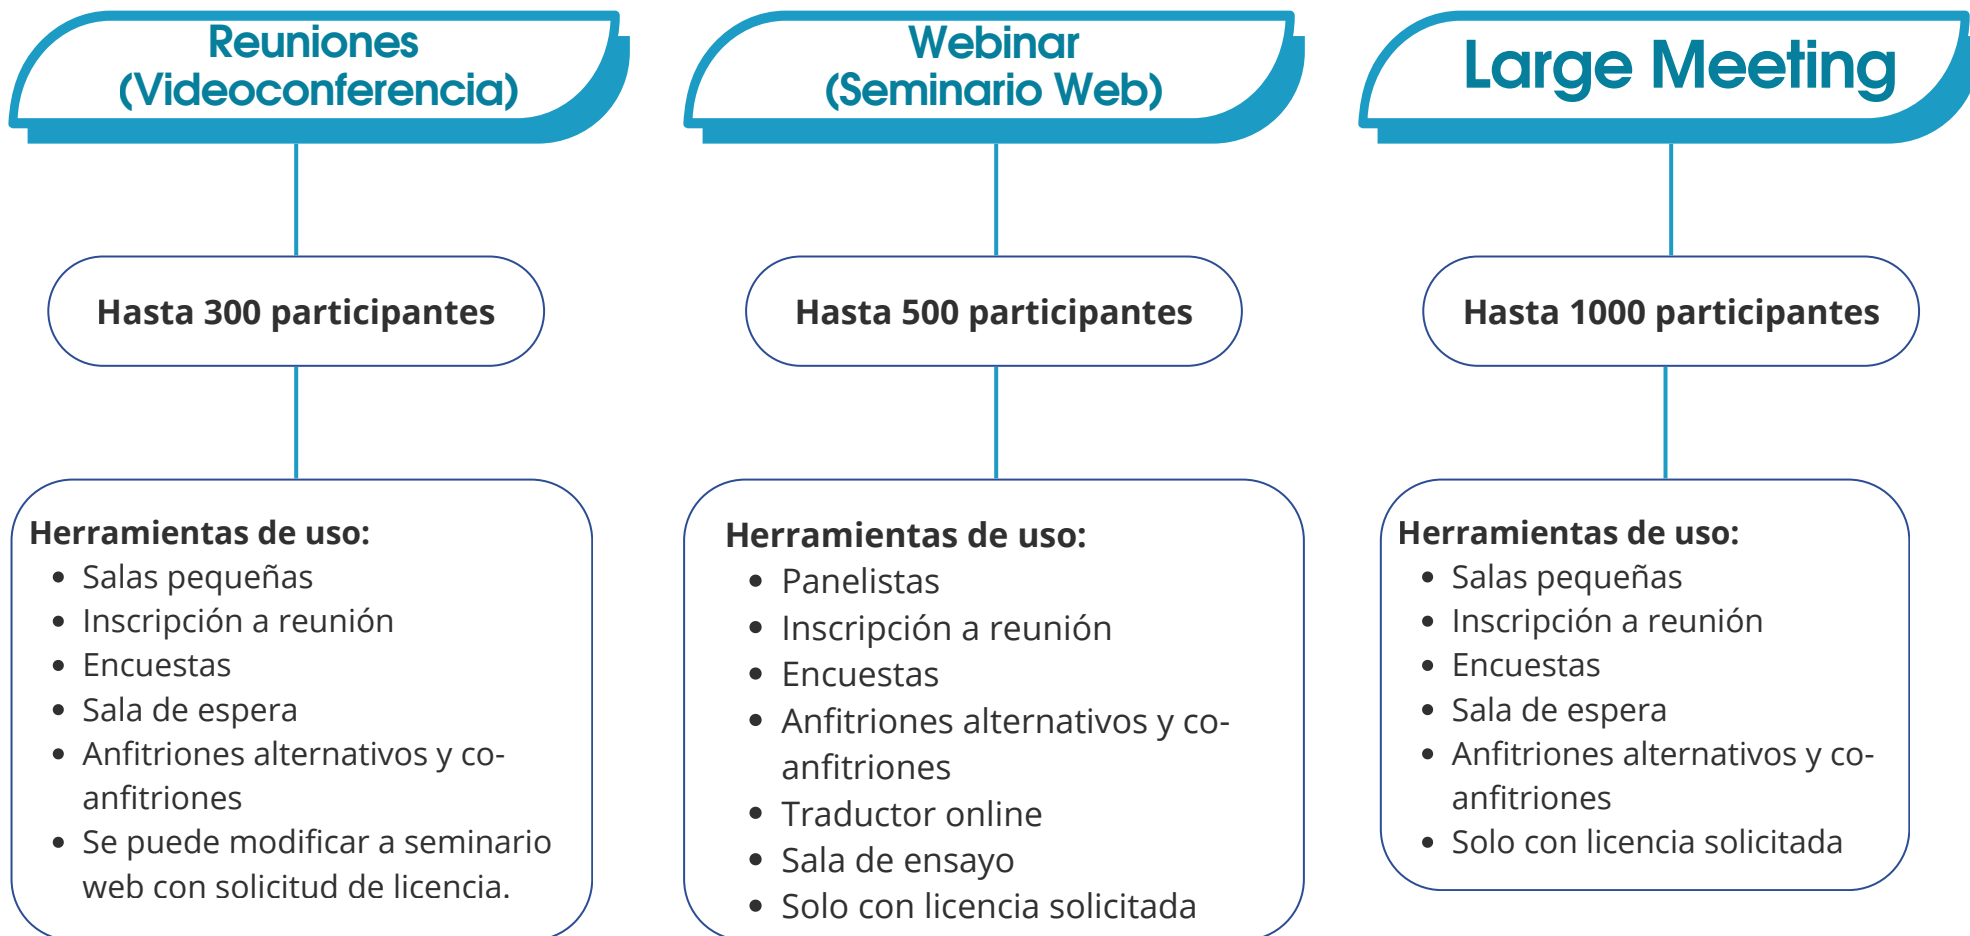 Reuniones
(Videoconferencia)
Hasta 300 participantes
Herramientas de uso:
• Salas pequeñas
• Inscripción a reunión
• Encuestas
• Sala de espera
• Anfitriones alternativos y co-
anfitriones
• Se puede modificar a seminario
web con solicitud de licencia.
Webinar
(Seminario Web)
Hasta 500 participantes
Herramientas de uso:
• Panelistas
• Inscripción a reunión
• Encuestas
• Anfitriones alternativos y co-
anfitriones
• Traductor online
• Sala de ensayo
• Solo con licencia solicitada
Large Meeting
Hasta 1000 participantes
Herramientas de uso:
• Salas pequeñas
• Inscripción a reunión
• Encuestas
• Sala de espera
• Anfitriones alternativos y co-
anfitriones
• Solo con licencia solicitada